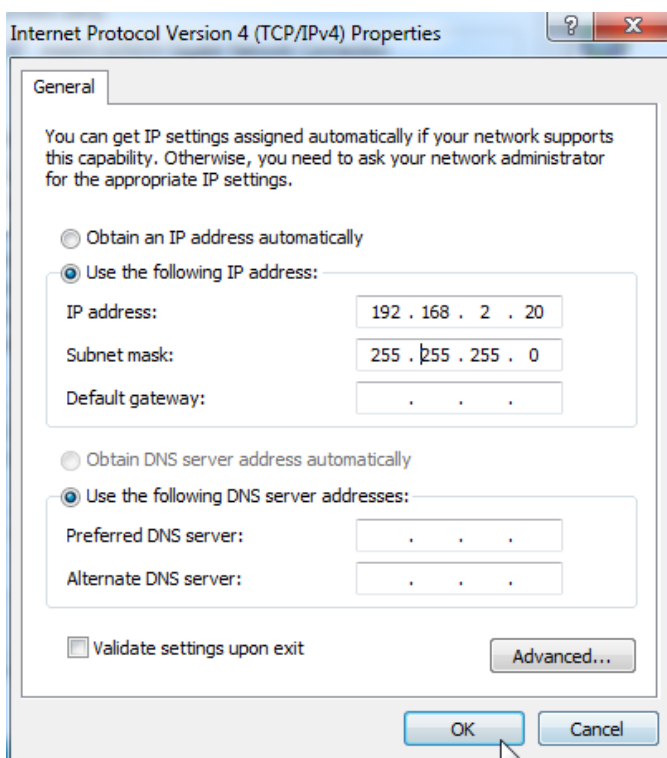 Internet Protocol Version 4 (TCP/IPv4) Properties
General
You can get IP settings assigned automatically if your network supports
this capability. Otherwise, you need to ask your network administrator
for the appropriate IP settings.
Obtain an IP address automatically
Use the following IP address:
IP address: 192 . 168 . 2 . 20
Subnet mask: 255 . 255 . 255 . 0
Default gateway: . . .
Obtain DNS server address automatically
Use the following DNS server addresses:
Preferred DNS server: . . .
Alternate DNS server: . . .
Validate settings upon exit
Advanced...
OK Cancel